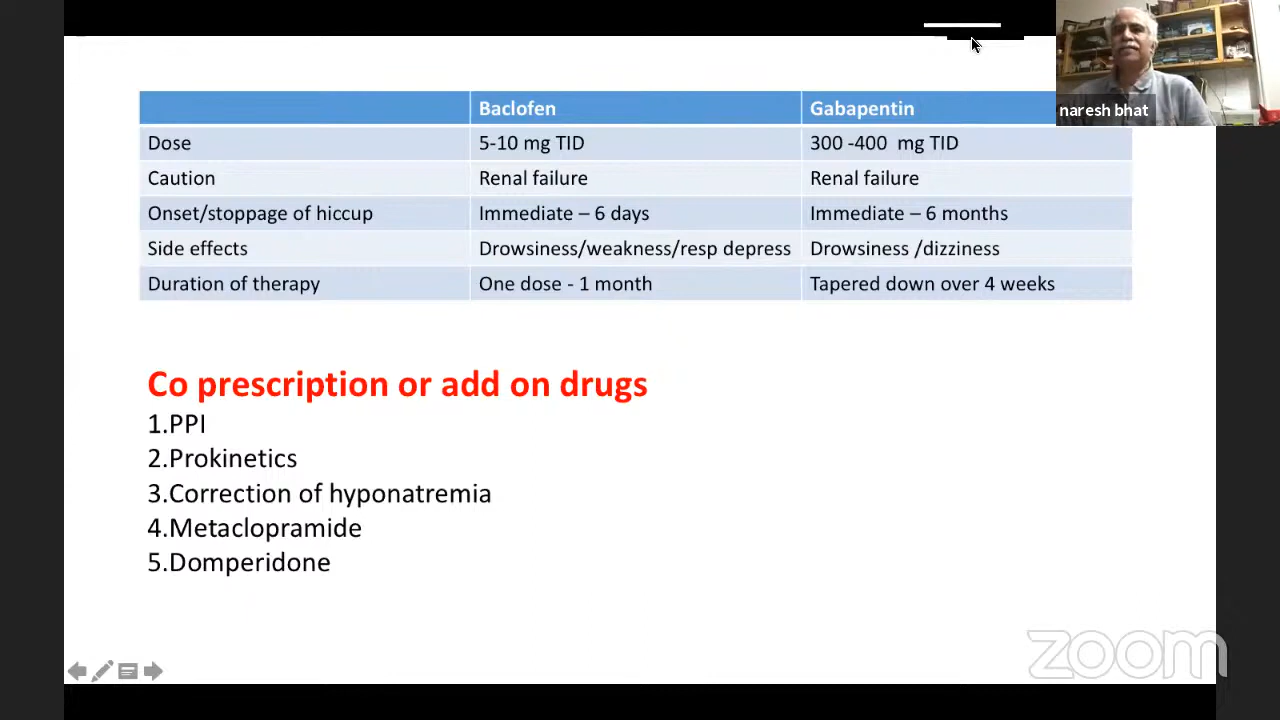 Baclofen Gabapentin
Dose 5-10 mg TID 300 -400 mg TID
Caution Renal failure Renal failure
Onset/stoppage of hiccup Immediate – 6 days Immediate – 6 months
Side effects Drowsiness/weakness/resp depress Drowsiness /dizziness
Duration of therapy One dose - 1 month Tapered down over 4 weeks
naresh bhat
Co prescription or add on drugs
1.PPI
2.Prokinetics
3.Correction of hyponatremia
4.Metaclopramide
5.Domperidone
zoom